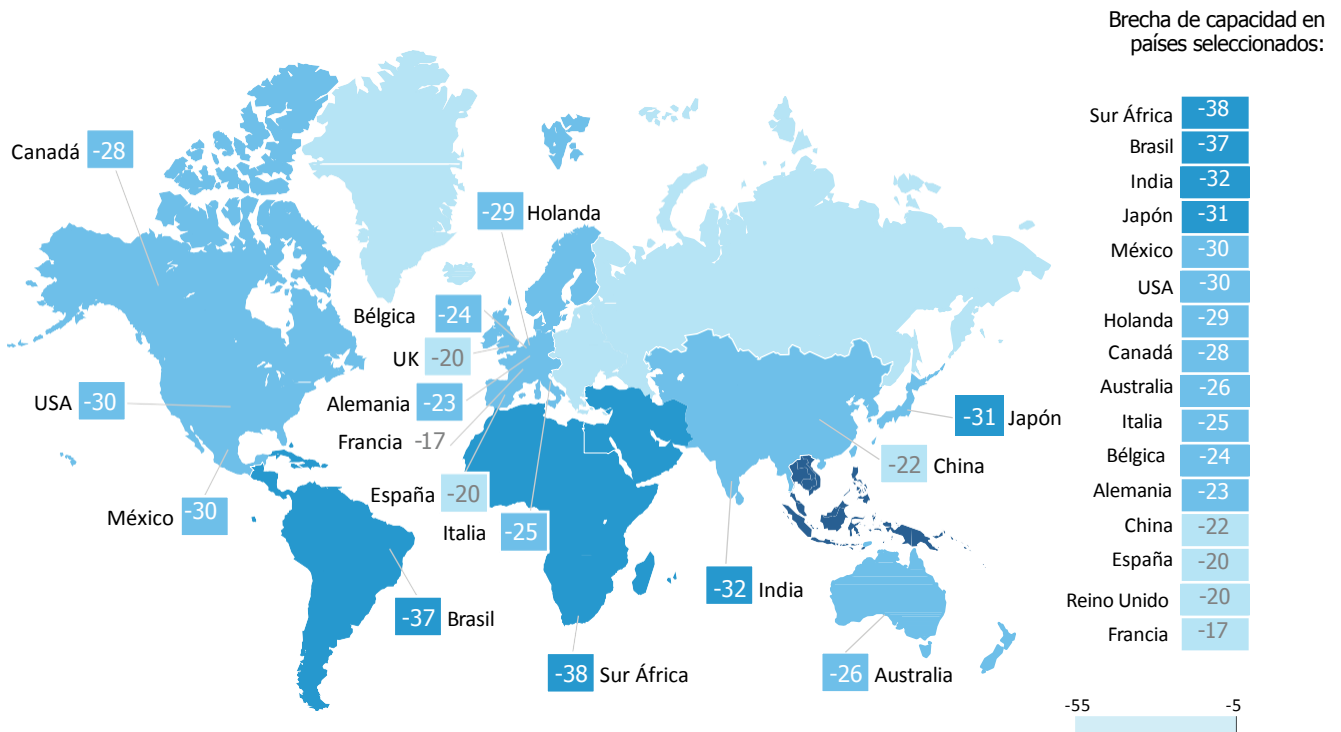 Brecha de capacidad en
países seleccionados:
Canadá -28
-29 Holanda
Bélgica -24
UK -20
USA -30
Alemania -23
Francia -17
España -20
Italia -25
México -30
-31 Japón
-22 China
-32 India
-37 Brasil
-38 Sur África
-26 Australia
Sur África -38
Brasil -37
India -32
Japón -31
México -30
USA -30
Holanda -29
Canadá -28
Australia -26
Italia -25
Bélgica -24
Alemania -23
China -22
España -20
Reino Unido -20
Francia -17
-55 -5